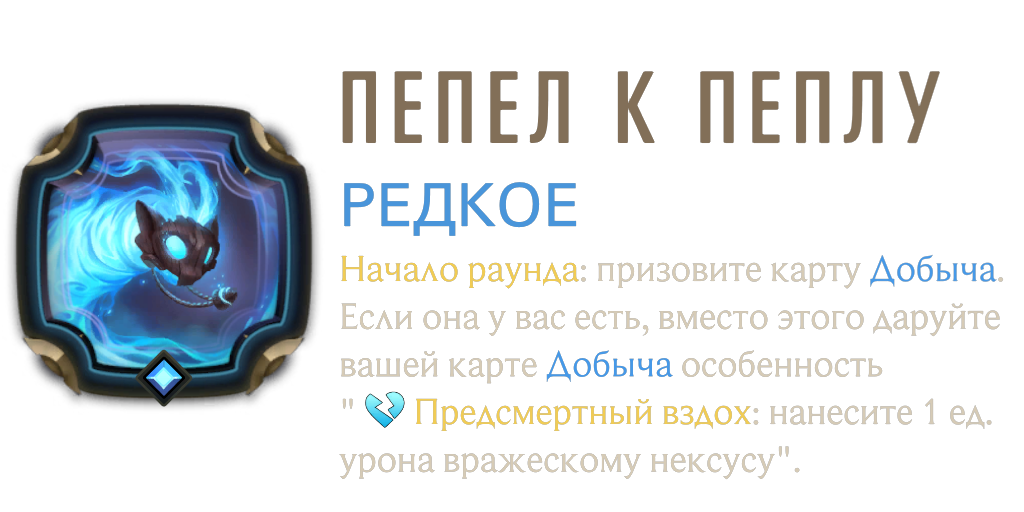 ПЕПЕЛ К ПЕПЛУ
РЕДКОЕ
Начало раунда: призовите карту Добыча.
Если она у вас есть, вместо этого даруйте
вашей карте Добыча особенность
" Предсмертный вздох: нанесите 1 ед.
урона вражескому нексусу".